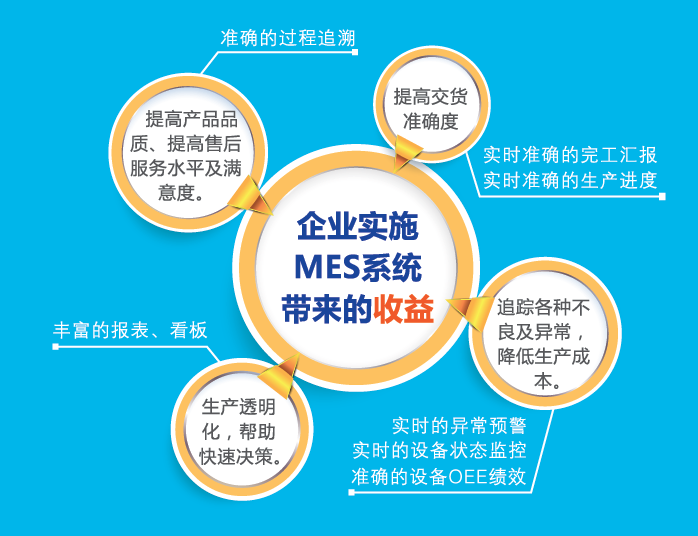 准确的过程追溯
提高产品品
质、提高售后
服务水平及满
意度。
提高交货
准确度
实时准确的完工汇报
实时准确的生产进度
企业实施
MES系统
带来的收益
追踪各种不
良及异常，
降低生产成
本。
实时的异常预警
实时的设备状态监控
准确的设备OEE绩效
丰富的报表、看板
生产透明
化，帮助
快速决策。